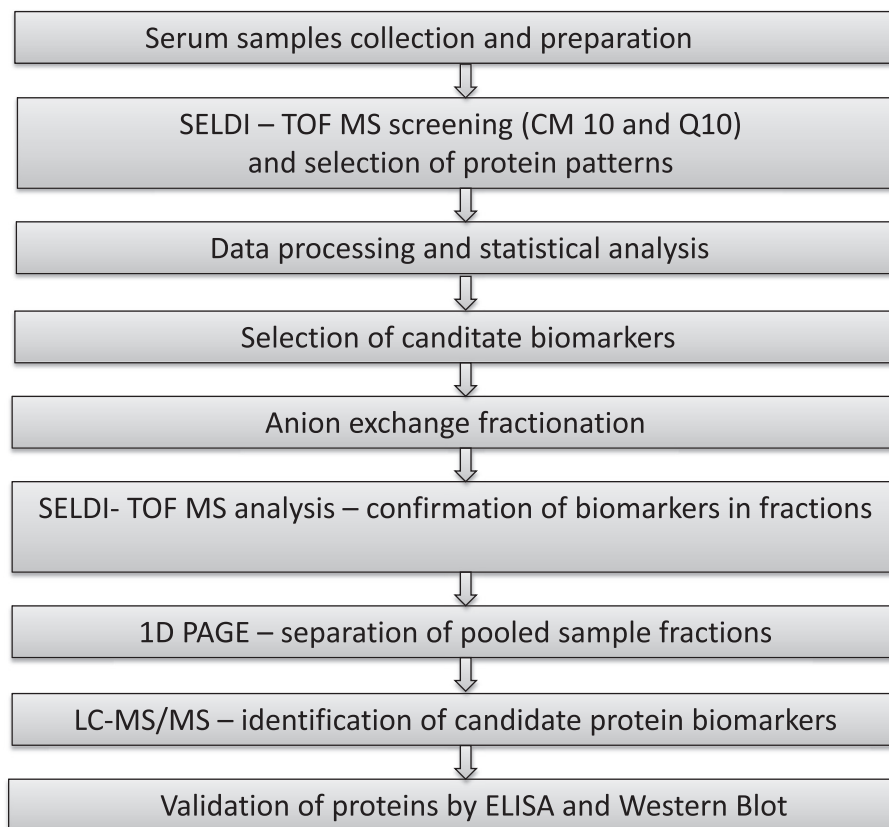 Serum samples collection and preparation
SELDI – TOF MS screening (CM 10 and Q10)
and selection of protein patterns
Data processing and statistical analysis
Selection of canditate biomarkers
Anion exchange fractionation
SELDI- TOF MS analysis – confirmation of biomarkers in fractions
1D PAGE – separation of pooled sample fractions
LC-MS/MS – identification of candidate protein biomarkers
Validation of proteins by ELISA and Western Blot